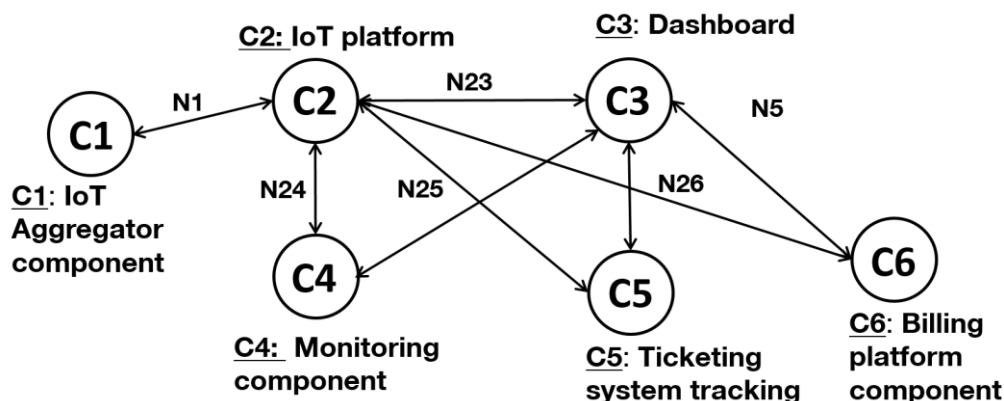 C2: IoT platform
C3: Dashboard
N1
C2
N23
C3
N5
C1
C1: IoT
Aggregator
component
N24
N25
N26
C4
C5
C6
C4: Monitoring
component
C5: Ticketing
system tracking
C6: Billing
platform
component